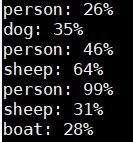 person: 26%
dog: 35%
person: 46%
sheep: 64%
person: 99%
sheep: 31%
boat: 28%